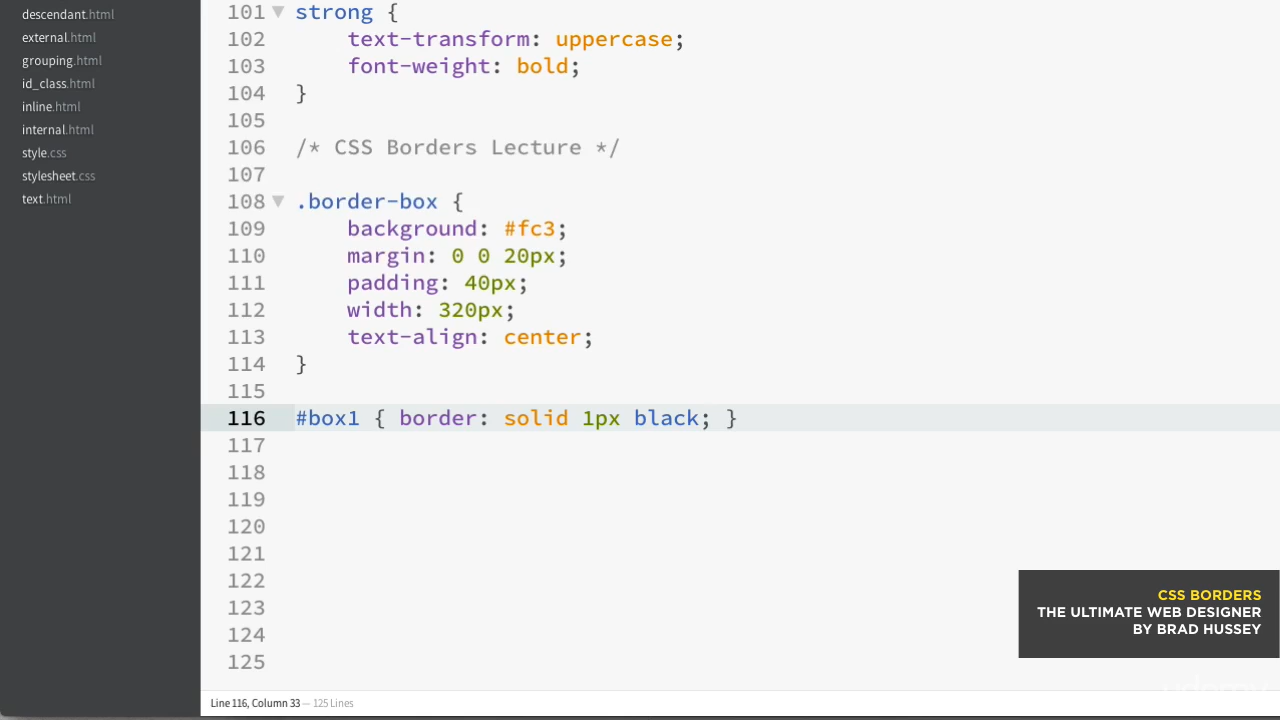 descendant.html
external.html
grouping.html
id_class.html
inline.html
internal.html
style.css
stylesheet.css
text.html
101 strong {
102 text-transform: uppercase;
103 font-weight: bold;
104 }
105
106 /* CSS Borders Lecture */
107
108 .border-box {
109 background: #fc3;
110 margin: 0 0 20px;
111 padding: 40px;
112 width: 320px;
113 text-align: center;
114 }
115
116 #box1 { border: solid 1px black; }
117
118
119
120
121
122
123
124
125
CSS BORDERS
THE ULTIMATE WEB DESIGNER
BY BRAD HUSSEY
udemy
Line 116, Column 33 — 125 Lines